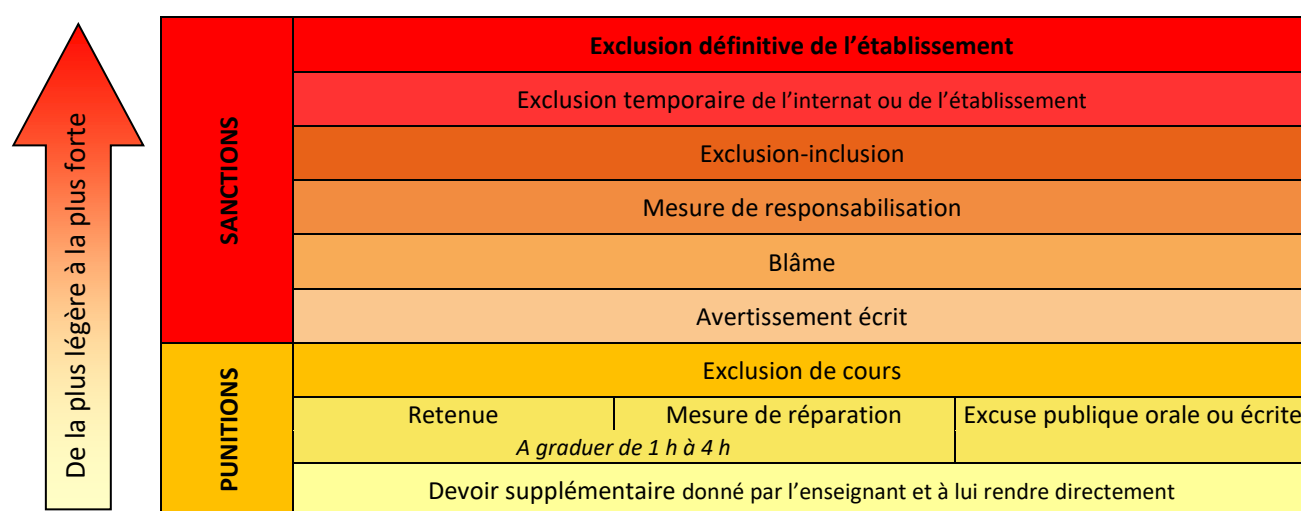 De la plus légère à la plus forte
SANCTIONS
Exclusion définitive de l’établissement
Exclusion temporaire de l’internat ou de l’établissement
Exclusion-inclusion
Mesure de responsabilisation
Blâme
Avertissement écrit
PUNITIONS
Exclusion de cours
Retenue
Mesure de réparation
Excuse publique orale ou écrite
A graduer de 1 h à 4 h
Devoir supplémentaire donné par l’enseignant et à lui rendre directement